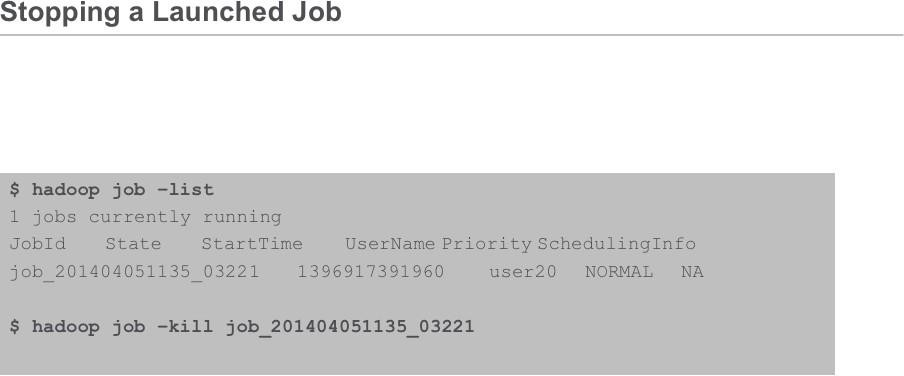 Stopping a Launched Job
$ hadoop job -list
1 jobs currently running
JobId State StartTime UserName Priority SchedulingInfo
job_201404051135_03221 1396917391960 user20 NORMAL NA
$ hadoop job -kill job_201404051135_03221